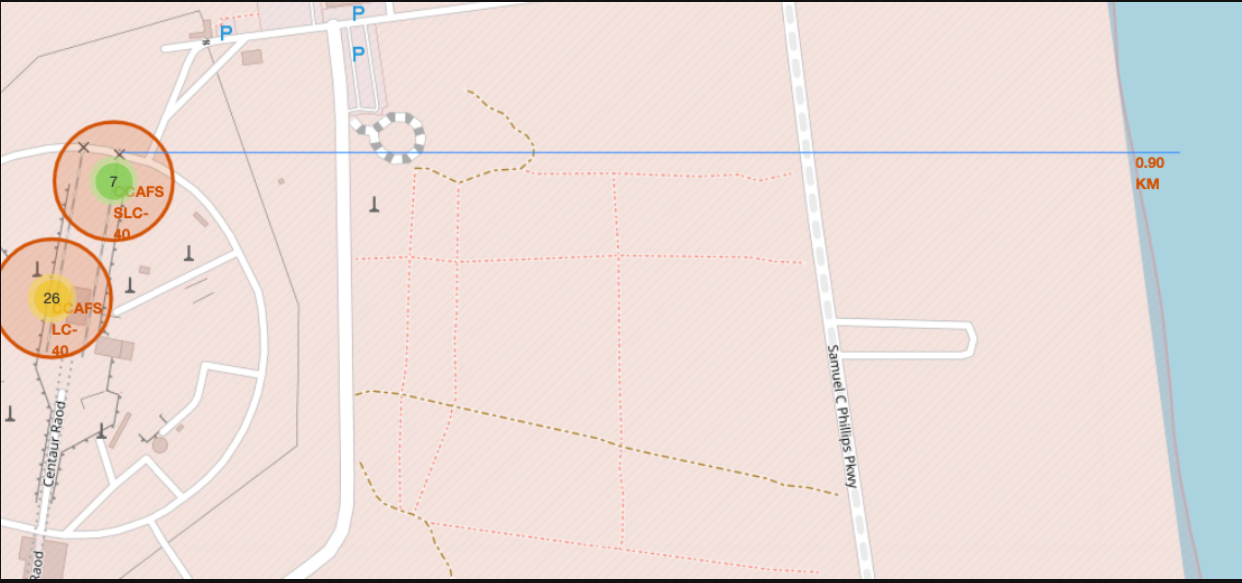 P
P
P
0.90
KM
7
CCAFS
SLC-
40
26
CCAFS
LC-
40
Samuel C Phillips Pkwy
Centaur Raod
Raod